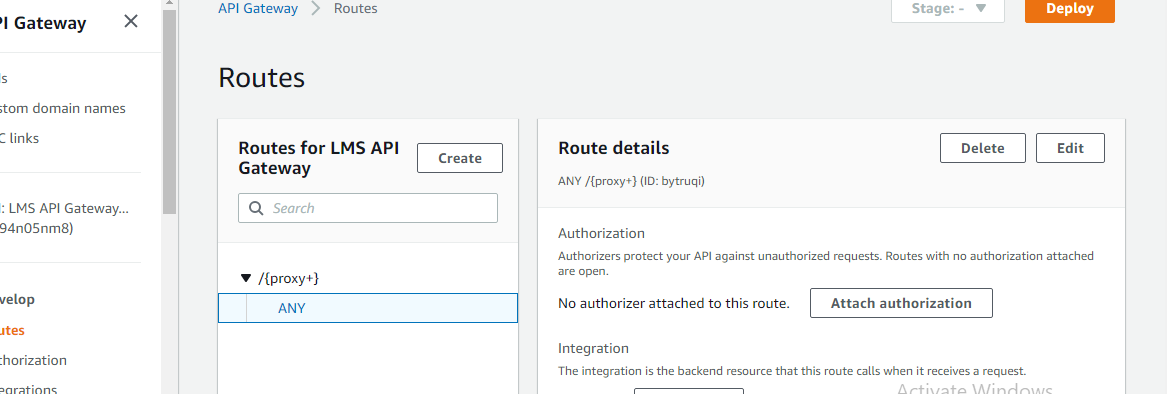 PI Gateway
API Gateway
Routes
Stage: -
Deploy
Is
stom domain names
C links
I: LMS API Gateway...
94n05nm8)
velop
utes
thorization
egrations
Routes
Routes for LMS API
Gateway
Create
Search
/{proxy+}
ANY
Route details
Delete
Edit
ANY /{proxy+} (ID: bytruqi)
Authorization
Authorizers protect your API against unauthorized requests. Routes with no authorization attached
are open.
No authorizer attached to this route.
Attach authorization
Integration
The integration is the backend resource that this route calls when it receives a request.
Activate Windows